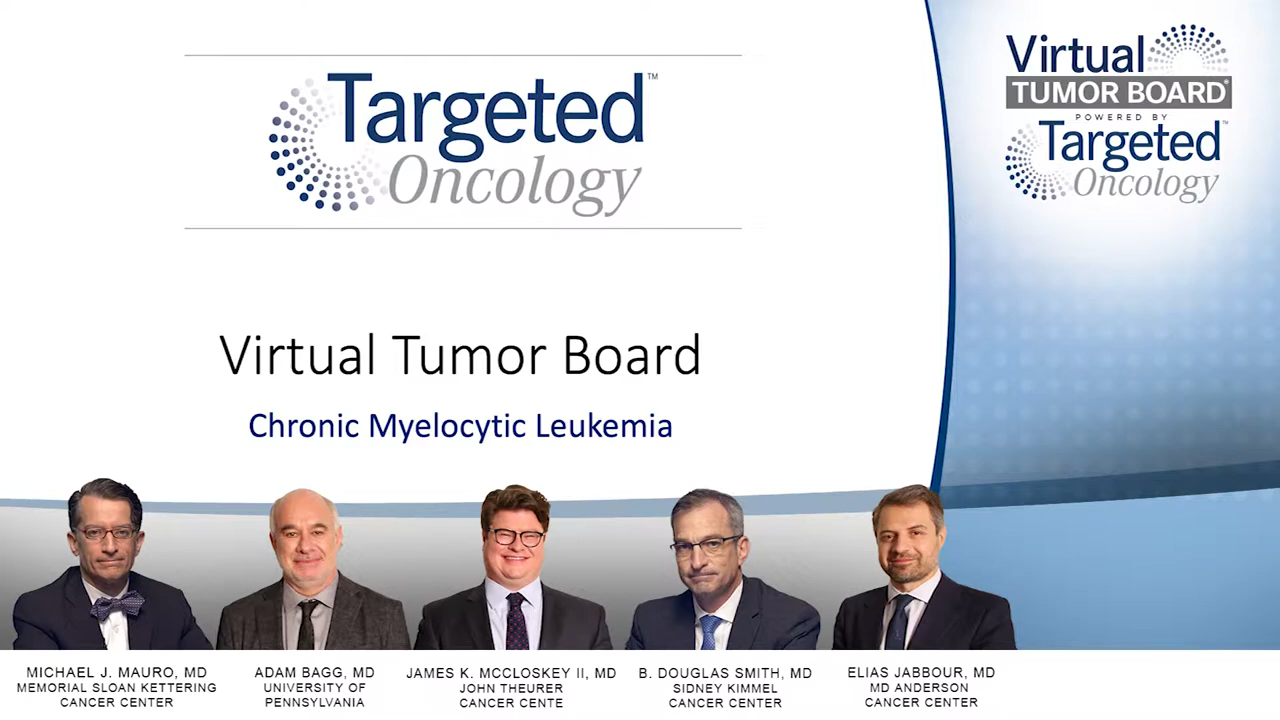 Targeted™
Oncology
Virtual
TUMOR BOARD®
POWERED BY
Targeted™
Oncology
Virtual Tumor Board
Chronic Myelocytic Leukemia
MICHAEL J. MAURO, MD
MEMORIAL SLOAN KETTERING
CANCER CENTER
ADAM BAGG, MD
UNIVERSITY OF
PENNSYLVANIA
JAMES K. MCCLOSKEY II, MD
JOHN THEURER
CANCER CENTE
B. DOUGLAS SMITH, MD
SIDNEY KIMMEL
CANCER CENTER
ELIAS JABBOUR, MD
MD ANDERSON
CANCER CENTER